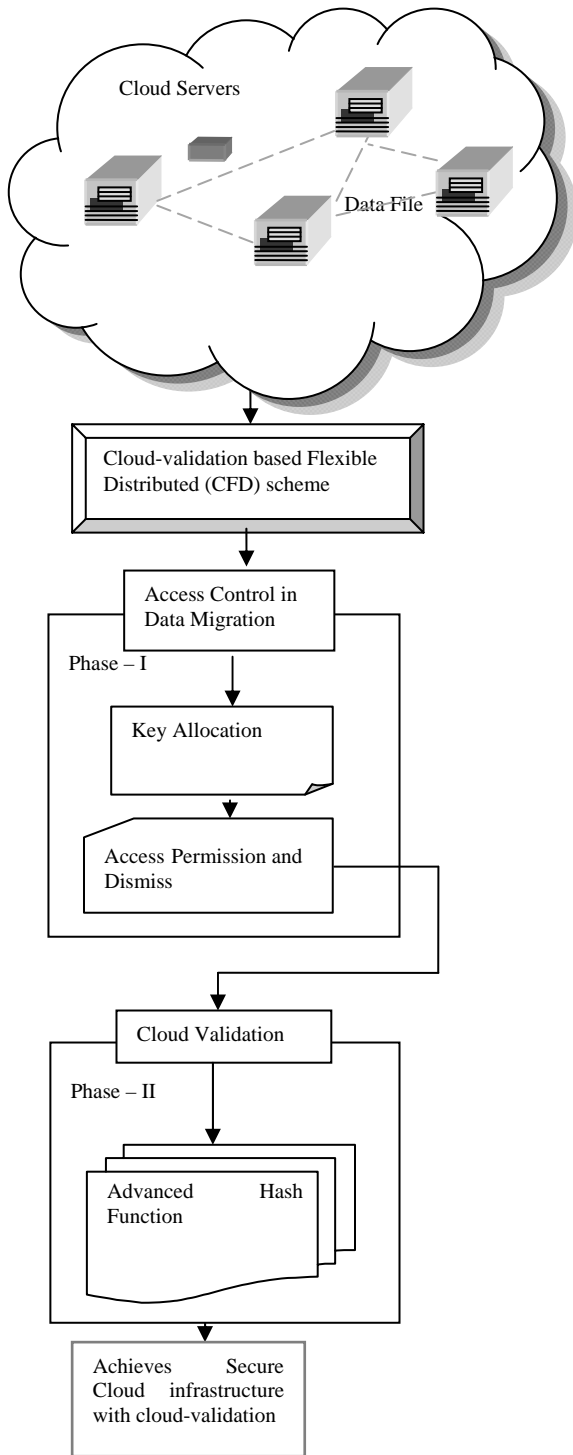 Cloud Servers
Data File
Cloud-validation based Flexible
Distributed (CFD) scheme
Access Control in
Data Migration
Phase – I
Key Allocation
Access Permission and
Dismiss
Cloud Validation
Phase – II
Advanced Hash
Function
Achieves Secure
Cloud infrastructure
with cloud-validation